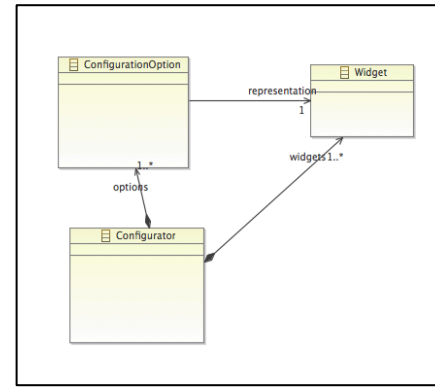 ConfigurationOption
Widget
representation
1
widgets 1..*
1..*
options
Configurator